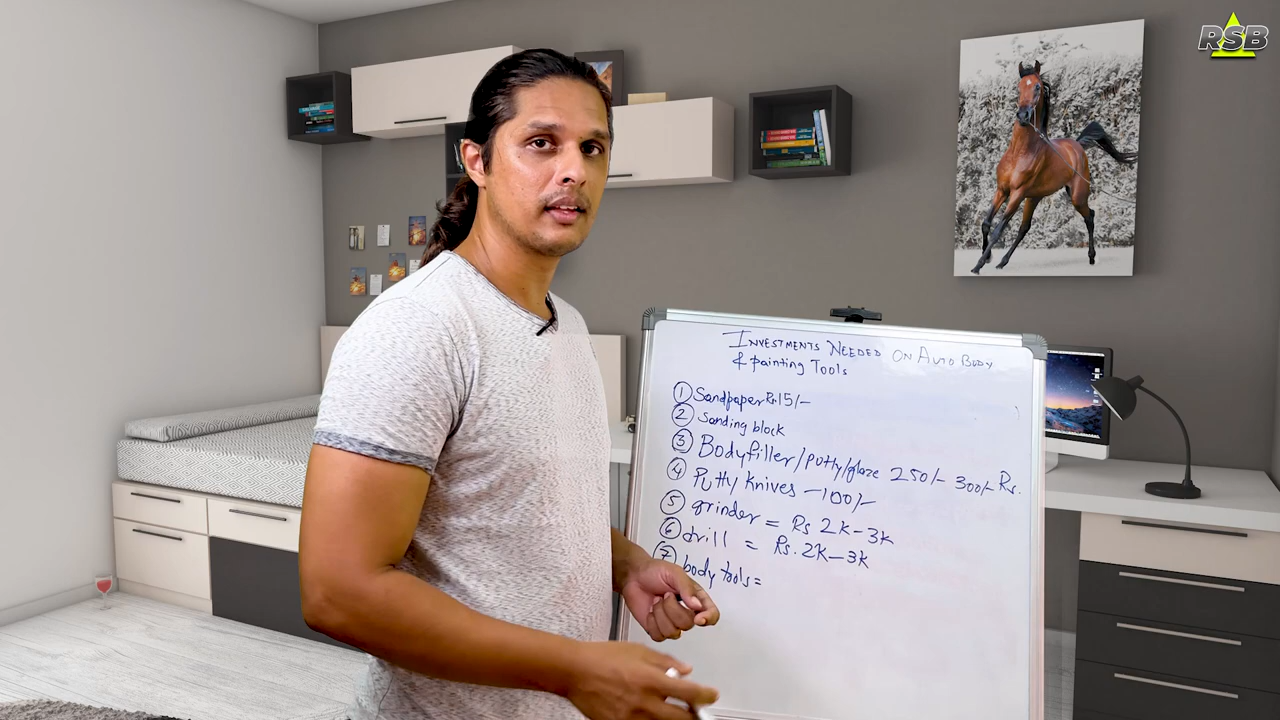 RSB
INVESTMENTS NEEDED ON AUTO BODY
& painting Tools
① Sandpaper Rs.15/-
② Sanding block
③ Bodyfiller/putty/glaze 250/- 300/- Rs.
④ Putty knives - 100/-
⑤ grinder = Rs 2K-3K
⑥ drill = Rs. 2K-3K
⑦ body tools=